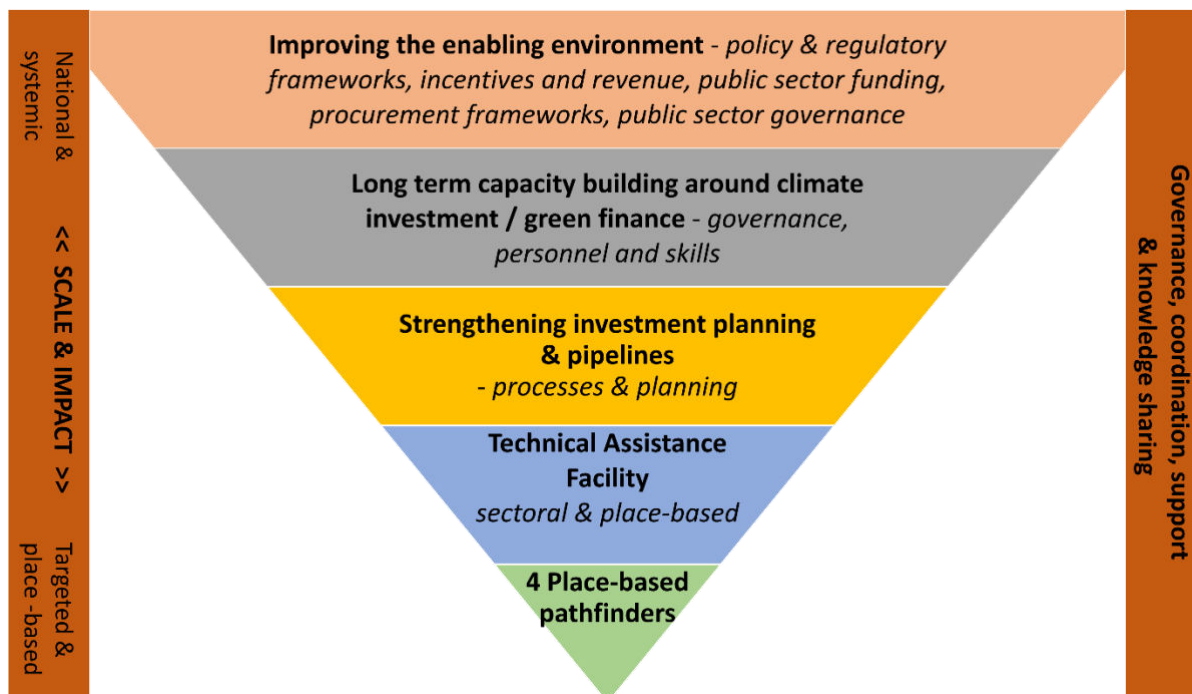 National &
systemic
<< SCALE & IMPACT >>
Targeted &
place -based
Improving the enabling environment - policy & regulatory
frameworks, incentives and revenue, public sector funding,
procurement frameworks, public sector governance
Long term capacity building around climate
investment / green finance - governance,
personnel and skills
Strengthening investment planning
& pipelines
- processes & planning
Technical Assistance
Facility
sectoral & place-based
4 Place-based
pathfinders
Governance, coordination, support
& knowledge sharing